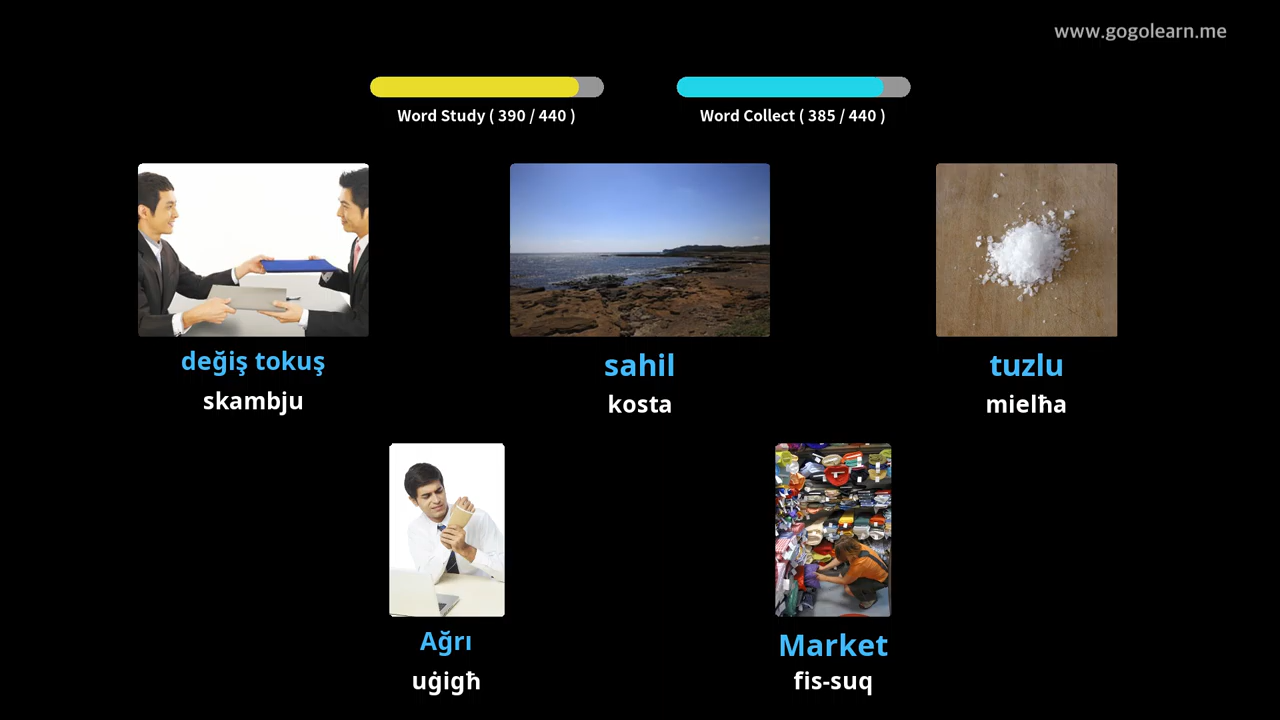 www.gogolearn.me
Word Study ( 390 / 440 )
Word Collect ( 385 / 440 )
değiş tokuş
skambju
sahil
kosta
tuzlu
mielħa
Ağrı
uġigħ
Market
fis-suq